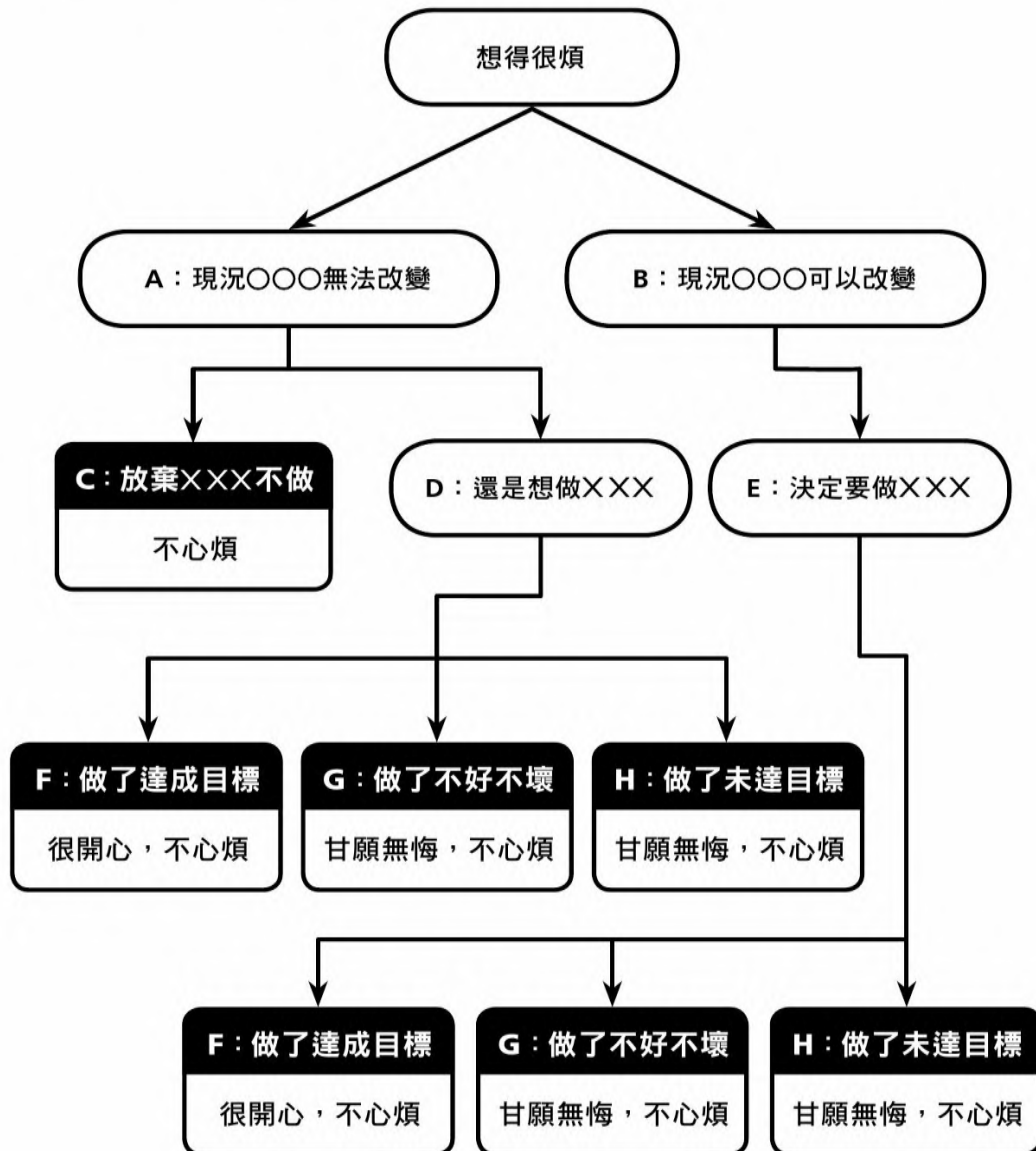 想得很煩
A：現況〇〇〇無法改變
B：現況〇〇〇可以改變
C：放棄✕✕✕不做
不心煩
D：還是想做✕✕✕
E：決定要做✕✕✕
F：做了達成目標
很開心，不心煩
G：做了不好不壞
甘願無悔，不心煩
H：做了未達目標
甘願無悔，不心煩
F：做了達成目標
很開心，不心煩
G：做了不好不壞
甘願無悔，不心煩
H：做了未達目標
甘願無悔，不心煩